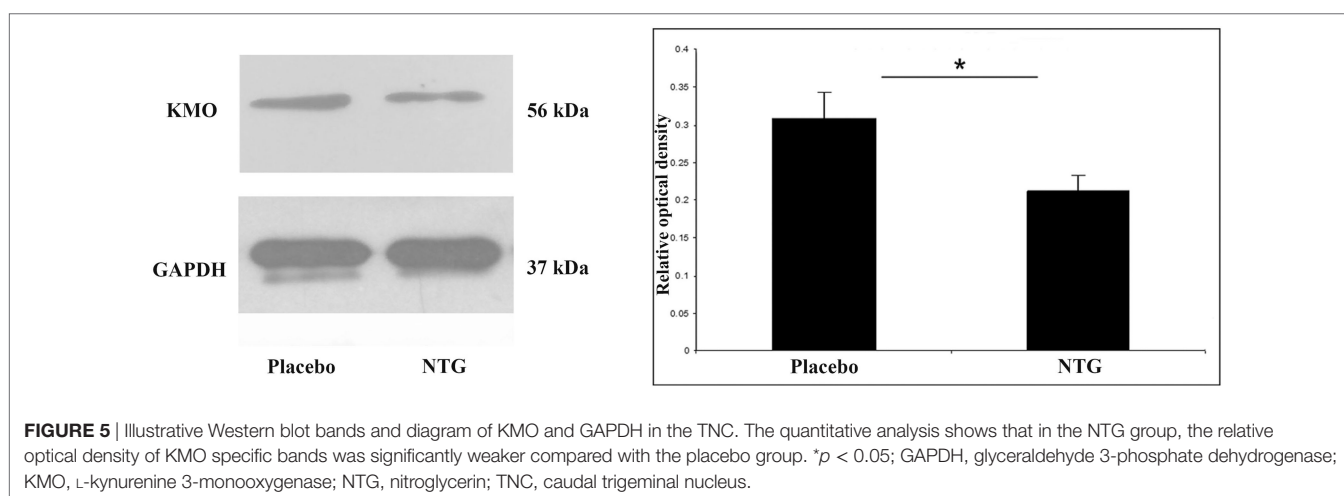 KMO
56 kDa
GAPDH
37 kDa
Placebo NTG
Relative optical density
0.4
0.35
0.3
0.25
0.2
0.15
0.1
0.05
0
*
Placebo NTG
FIGURE 5 | Illustrative Western blot bands and diagram of KMO and GAPDH in the TNC. The quantitative analysis shows that in the NTG group, the relative
optical density of KMO specific bands was significantly weaker compared with the placebo group. *p < 0.05; GAPDH, glyceraldehyde 3-phosphate dehydrogenase;
KMO, ʟ-kynurenine 3-monooxygenase; NTG, nitroglycerin; TNC, caudal trigeminal nucleus.